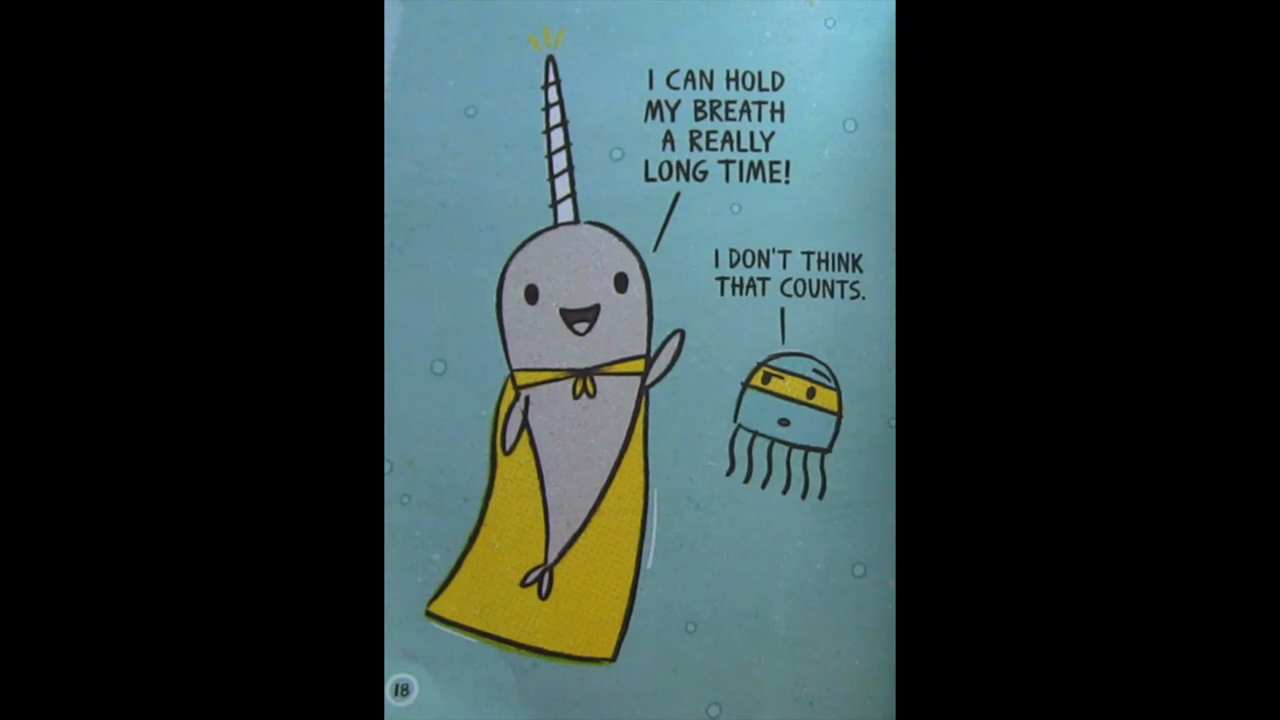 I CAN HOLD
MY BREATH
A REALLY
LONG TIME!
I DON'T THINK
THAT COUNTS.
18